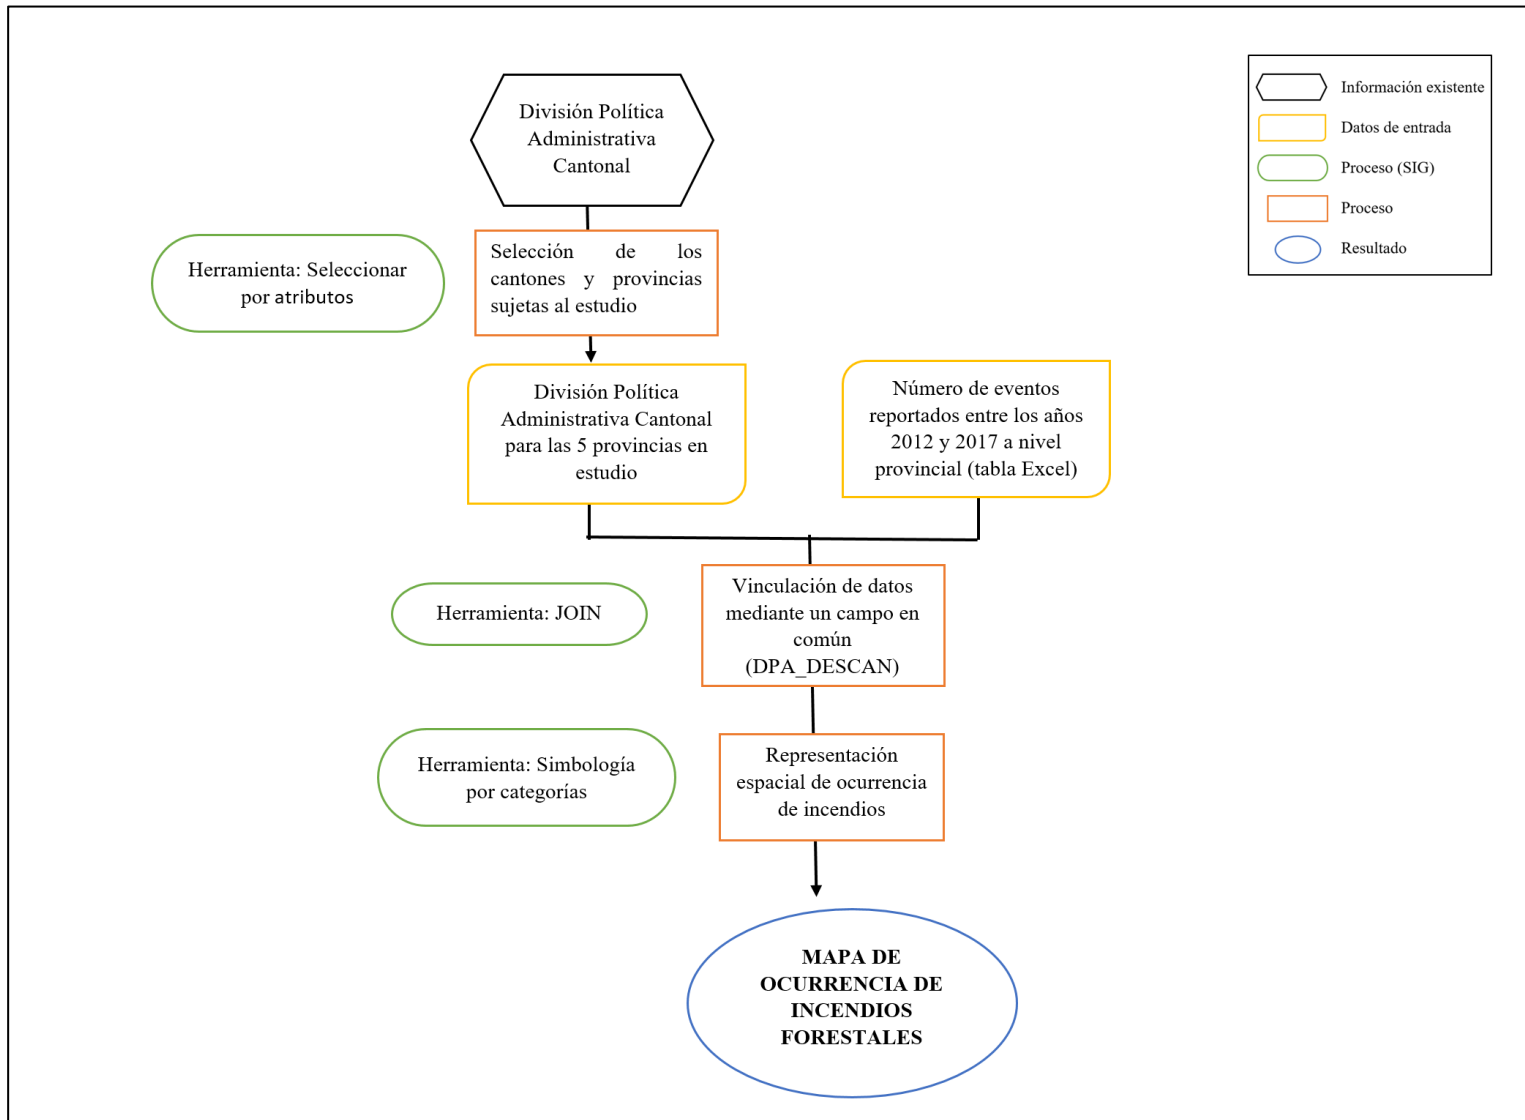 División Política
Administrativa
Cantonal
Información existente
Datos de entrada
Proceso (SIG)
Proceso
Resultado
Herramienta: Seleccionar
por atributos
Selección de los
cantones y provincias
sujetas al estudio
División Política
Administrativa Cantonal
para las 5 provincias en
estudio
Número de eventos
reportados entre los años
2012 y 2017 a nivel
provincial (tabla Excel)
Herramienta: JOIN
Vinculación de datos
mediante un campo en
común
(DPA_DESCAN)
Herramienta: Simbología
por categorías
Representación
espacial de ocurrencia
de incendios
MAPA DE
OCURRENCIA DE
INCENDIOS
FORESTALES